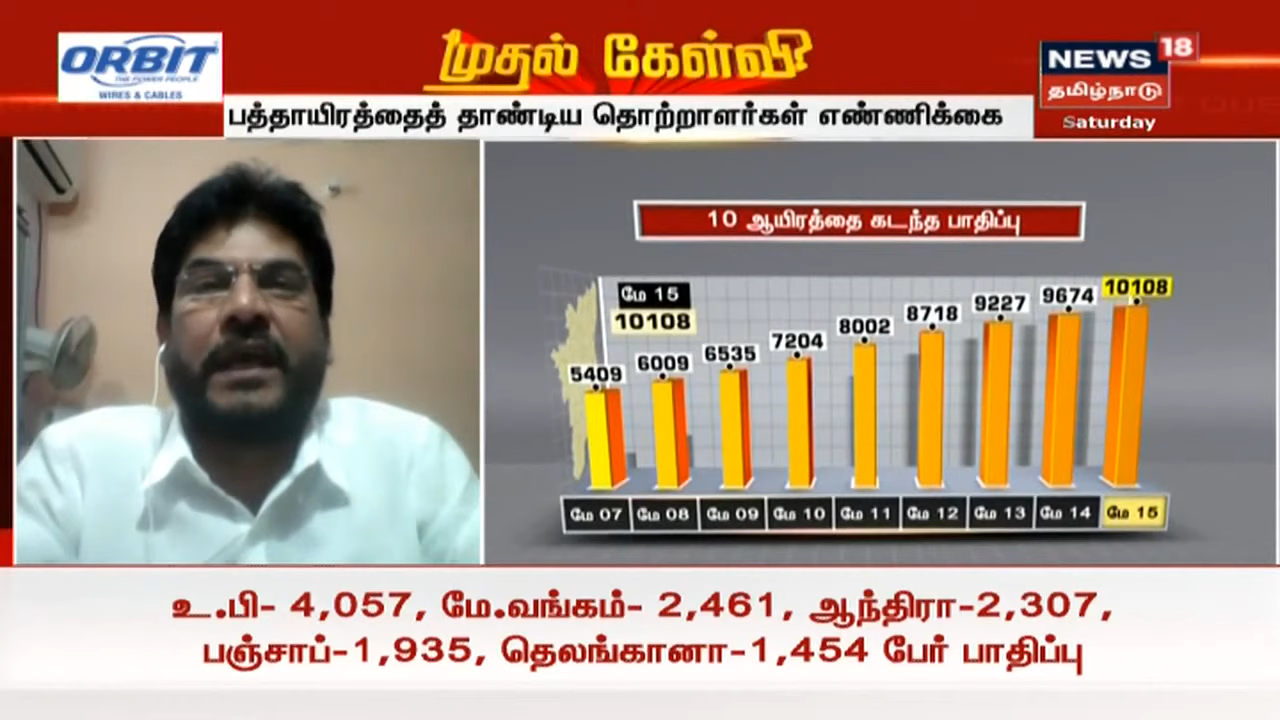 ORBIT
THE POWER PEOPLE
WIRES & CABLES
முதல் கேள்வி?
NEWS 18
தமிழ்நாடு
Saturday
பத்தாயிரத்தைத் தாண்டிய தொற்றாளர்கள் எண்ணிக்கை
10 ஆயிரத்தை கடந்த பாதிப்பு
மே 15
10108
5409 6009 6535 7204 8002 8718 9227 9674 10108
மே 07 மே 08 மே 09 மே 10 மே 11 மே 12 மே 13 மே 14 மே 15
உ.பி- 4,057, மே.வங்கம்- 2,461, ஆந்திரா-2,307,
பஞ்சாப்-1,935, தெலங்கானா-1,454 பேர் பாதிப்பு